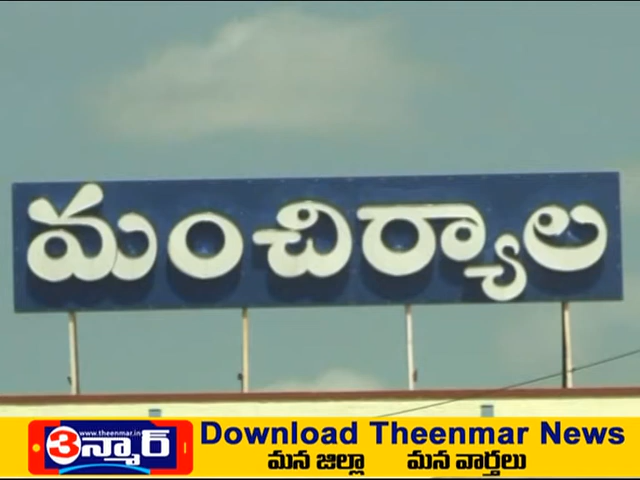 మంచిర్యాల
www.theenmar.in
3న్మార్
Download Theenmar News
మన జిల్లా మన వార్తలు